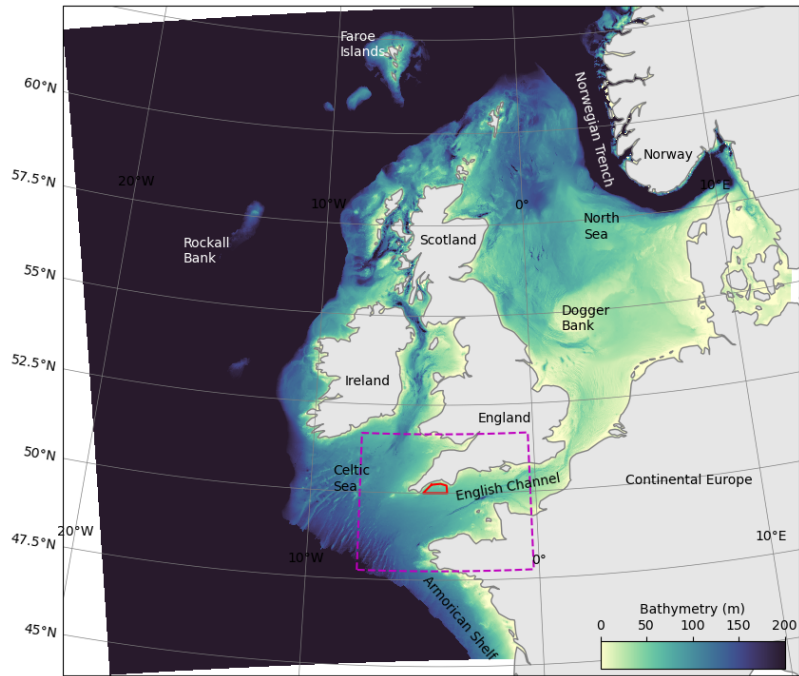 Faroe
Islands
60°N
Norwegian Trench
Norway
57.5°N
20°W
10°W
0°
10°E
North
Sea
Rockall
Bank
Scotland
55°N
Dogger
Bank
52.5°N
Ireland
England
50°N
Celtic
Sea
English Channel
Continental Europe
20°W
47.5°N
10°W
0°
10°E
Armorican Shelf
45°N
Bathymetry (m)
0 50 100 150 200